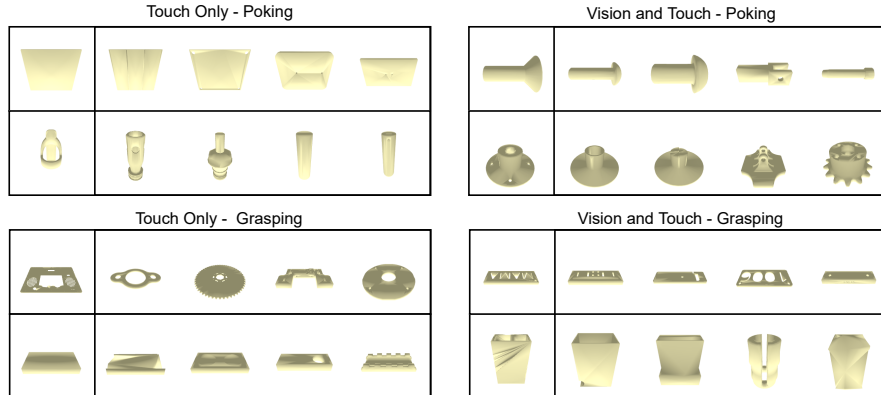 Touch Only - Poking
Vision and Touch - Poking
Touch Only - Grasping
Vision and Touch - Grasping